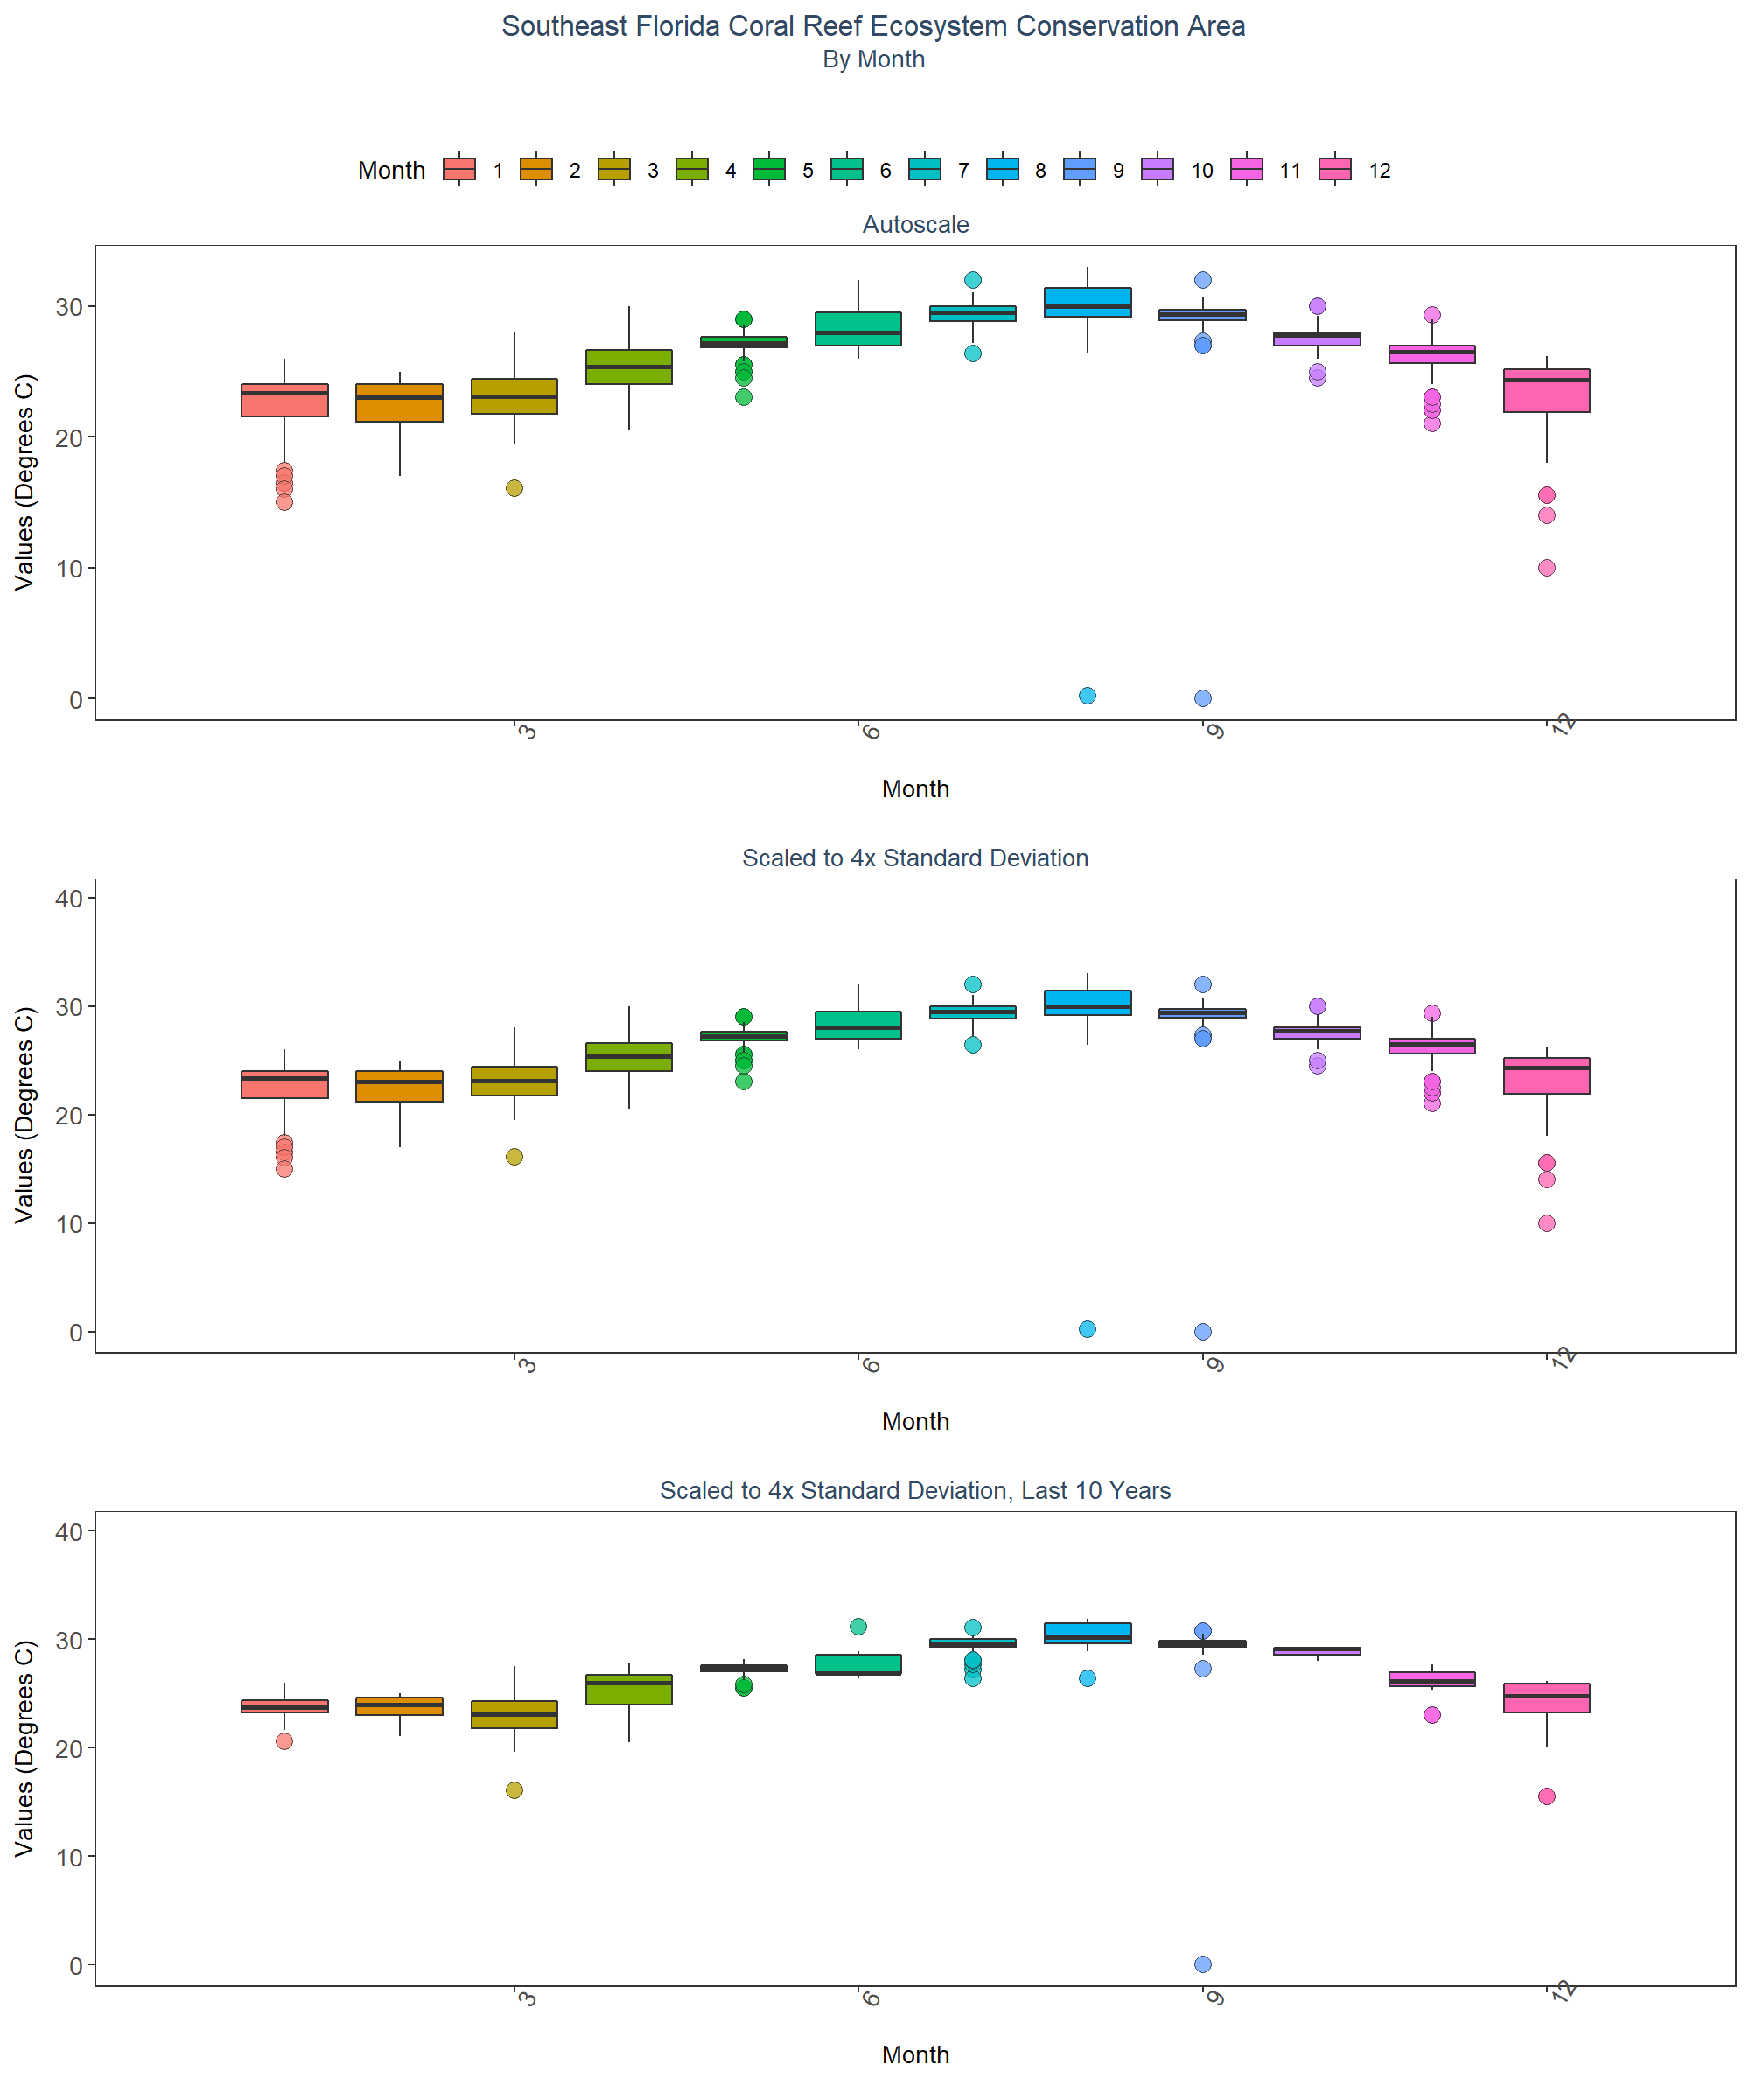 Southeast Florida Coral Reef Ecosystem Conservation Area
By Month
Month 1 2 3 4 5 6 7 8 9 10 11 12
Autoscale
Values (Degrees C)
30
20
10
0
3 6 9 12
Month
Scaled to 4x Standard Deviation
Values (Degrees C)
40
30
20
10
0
3 6 9 12
Month
Scaled to 4x Standard Deviation, Last 10 Years
Values (Degrees C)
40
30
20
10
0
3 6 9 12
Month